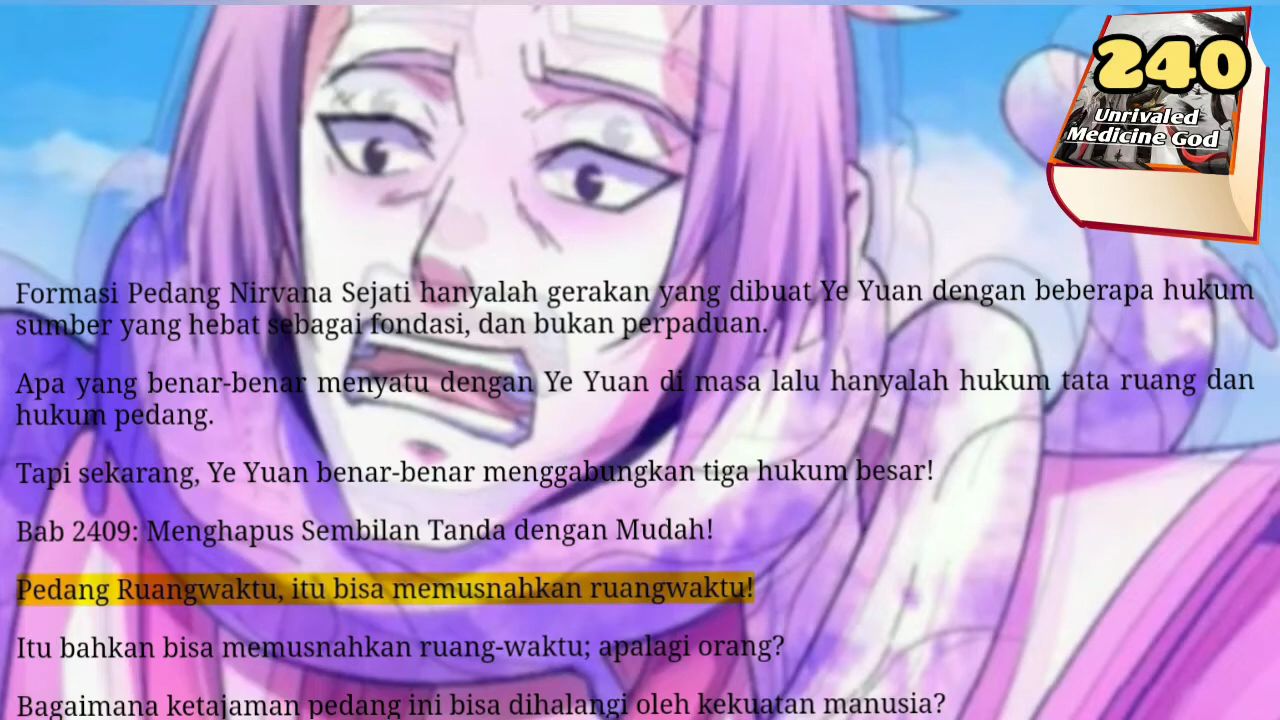 240
Unrivaled
Medicine God
Formasi Pedang Nirvana Sejati hanyalah gerakan yang dibuat Ye Yuan dengan beberapa hukum
sumber yang hebat sebagai fondasi, dan bukan perpaduan.
Apa yang benar-benar menyatu dengan Ye Yuan di masa lalu hanyalah hukum tata ruang dan
hukum pedang.
Tapi sekarang, Ye Yuan benar-benar menggabungkan tiga hukum besar!
Bab 2409: Menghapus Sembilan Tanda dengan Mudah!
Pedang Ruangwaktu, itu bisa memusnahkan ruangwaktu!
Itu bahkan bisa memusnahkan ruang-waktu; apalagi orang?
Bagaimana ketajaman pedang ini bisa dihalangi oleh kekuatan manusia?